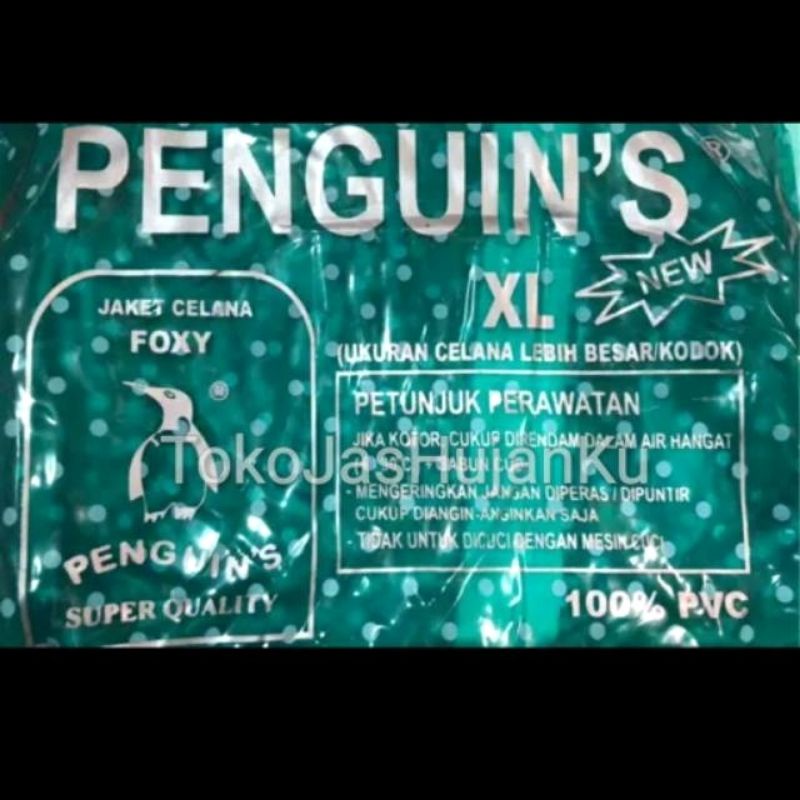 PENGUIN'S ®
NEW
JAKET CELANA
FOXY
®
PENGUIN'S
SUPER QUALITY
XL
(UKURAN CELANA LEBIH BESAR/KODOK)
PETUNJUK PERAWATAN
JIKA KOTOR, CUKUP DIRENDAM DALAM AIR HANGAT
SABUN
- MENGERINGKAN JANGAN DIPERAS / DIPUNTIR
CUKUP DIANGIN-ANGINKAN SAJA
- TIDAK UNTUK DICUCI DENGAN MESIN CUCI
100% PVC
TokoJasHujanKu